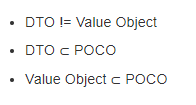 • DTO != Value Object
• DTO ⊂ POCO
• Value Object ⊂ POCO